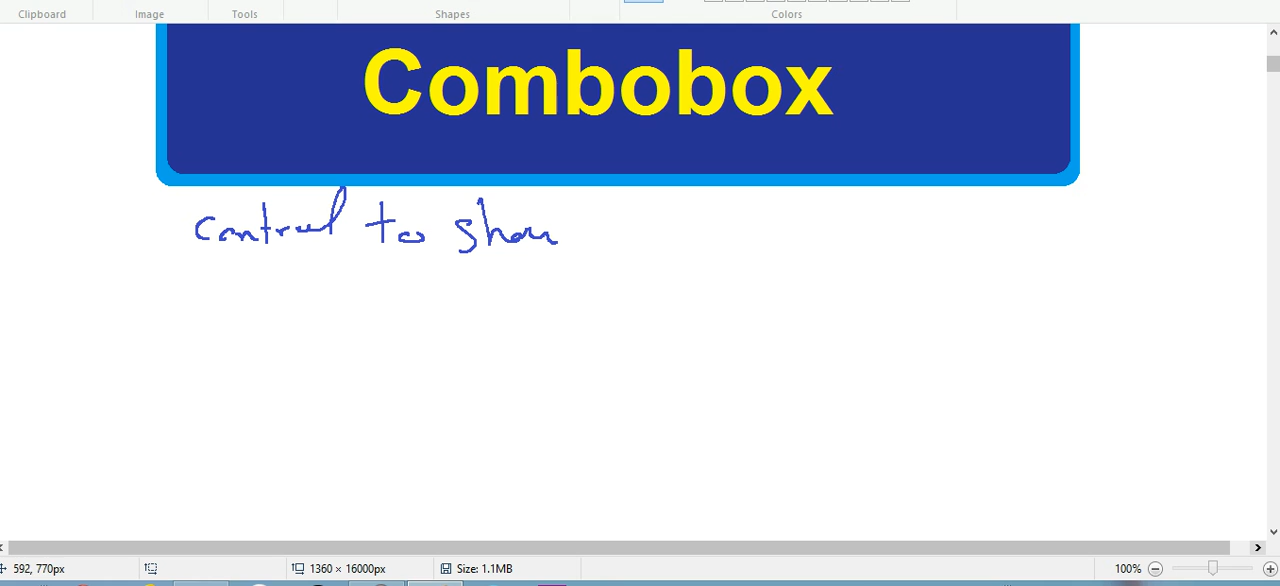 Clipboard Image Tools Shapes Colors
Combobox
control to show
592, 770px 1360 × 16000px Size: 1.1MB 100%